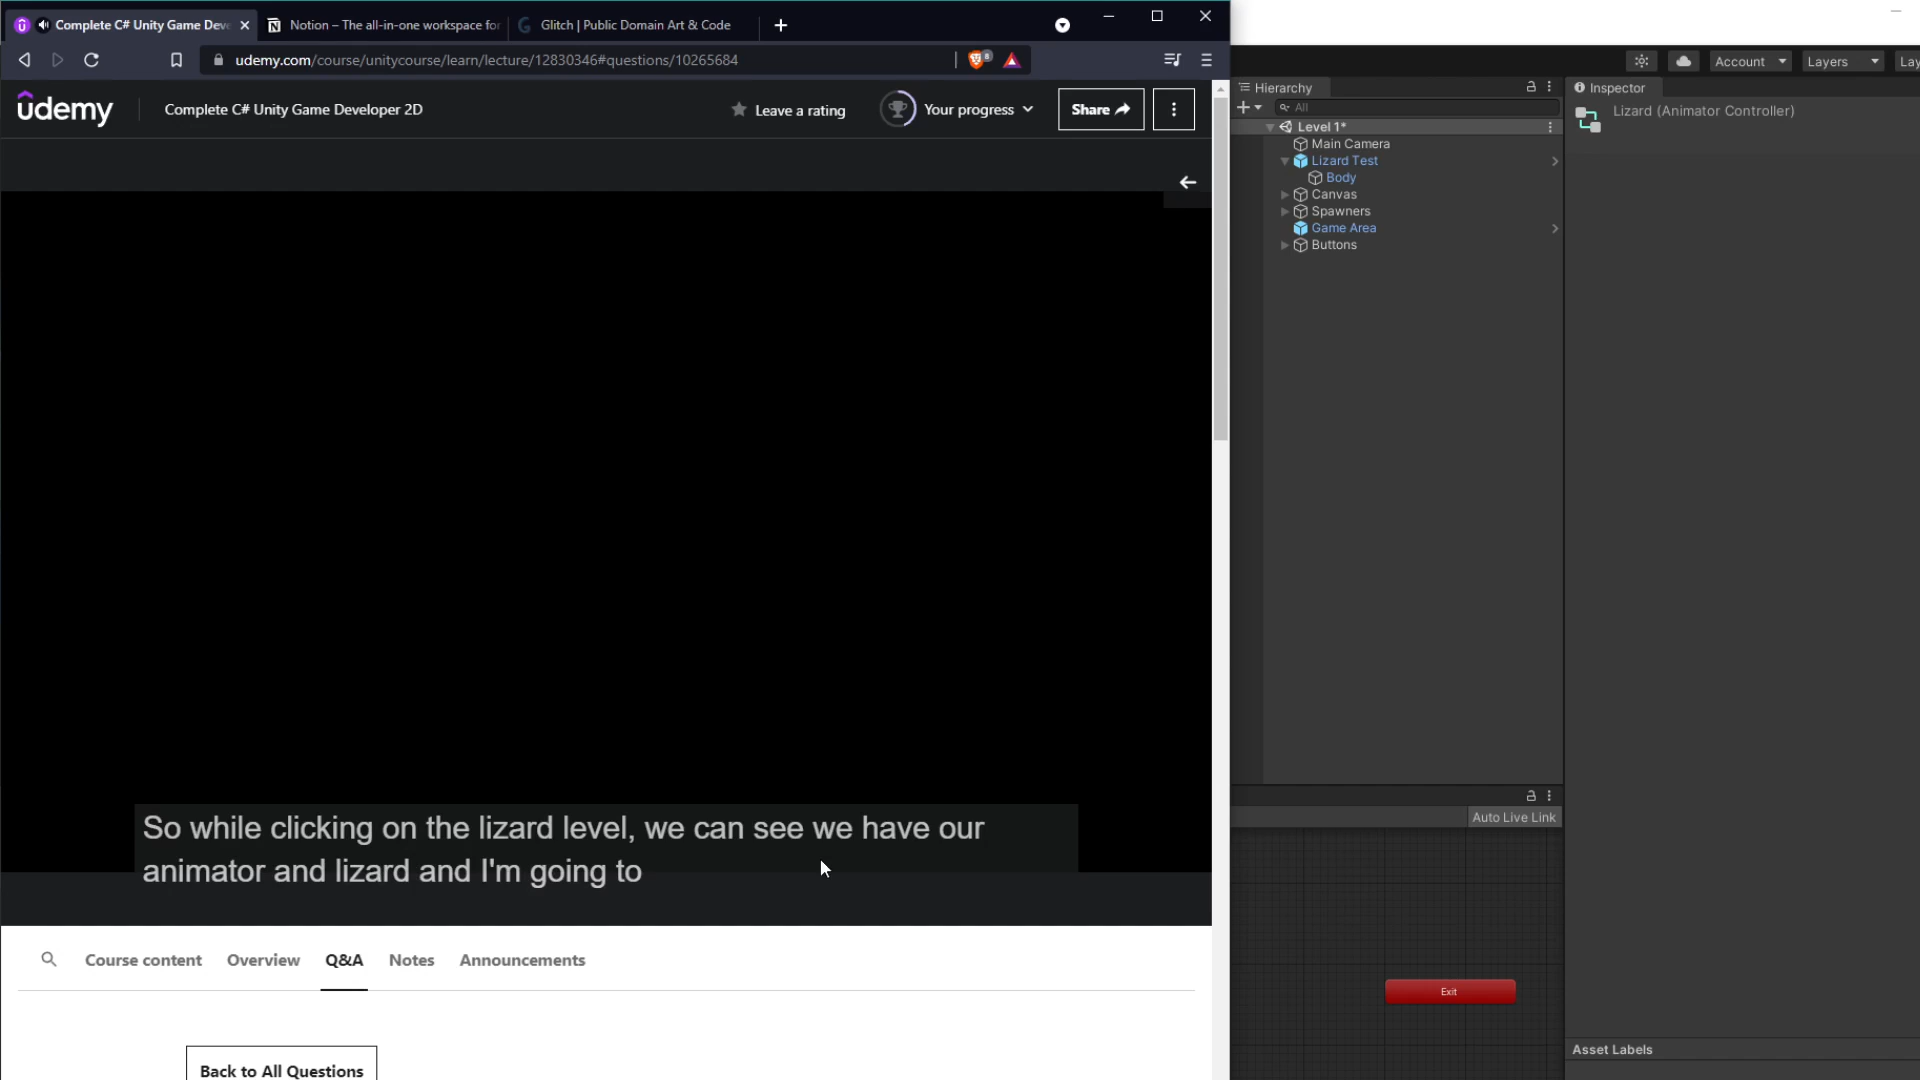 Complete C# Unity Game Deve
Notion – The all-in-one workspace for
Glitch | Public Domain Art & Code
udemy.com/course/unitycourse/learn/lecture/12830346#questions/10265684
8
ûdemy
Complete C# Unity Game Developer 2D
Leave a rating
Your progress
Share
So while clicking on the lizard level, we can see we have our
animator and lizard and I'm going to
Course content
Overview
Q&A
Notes
Announcements
Back to All Questions
Account
Layers
Lay
Hierarchy
All
Level 1*
Main Camera
Lizard Test
Body
Canvas
Spawners
Game Area
Buttons
Inspector
Lizard (Animator Controller)
Auto Live Link
Exit
Asset Labels